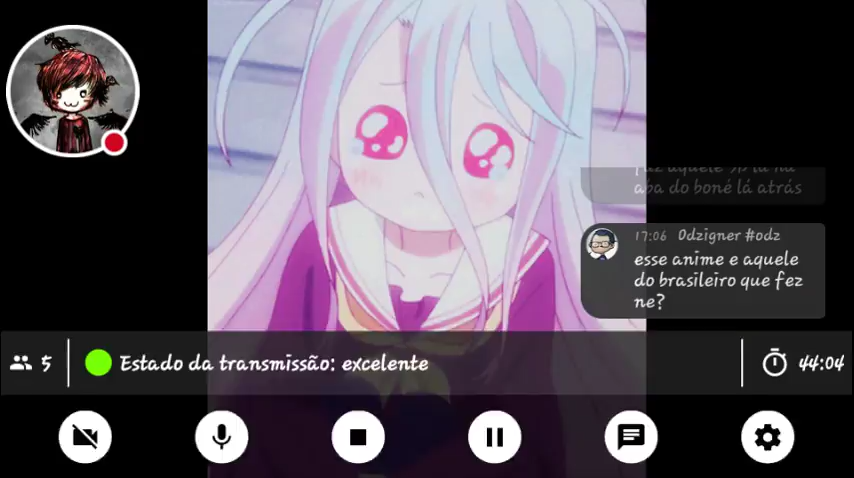 aba do boné lá atrás
17:06 Odzigner #odz
esse anime e aquele
do brasileiro que fez
ne?
5
Estado da transmissão: excelente
44:04